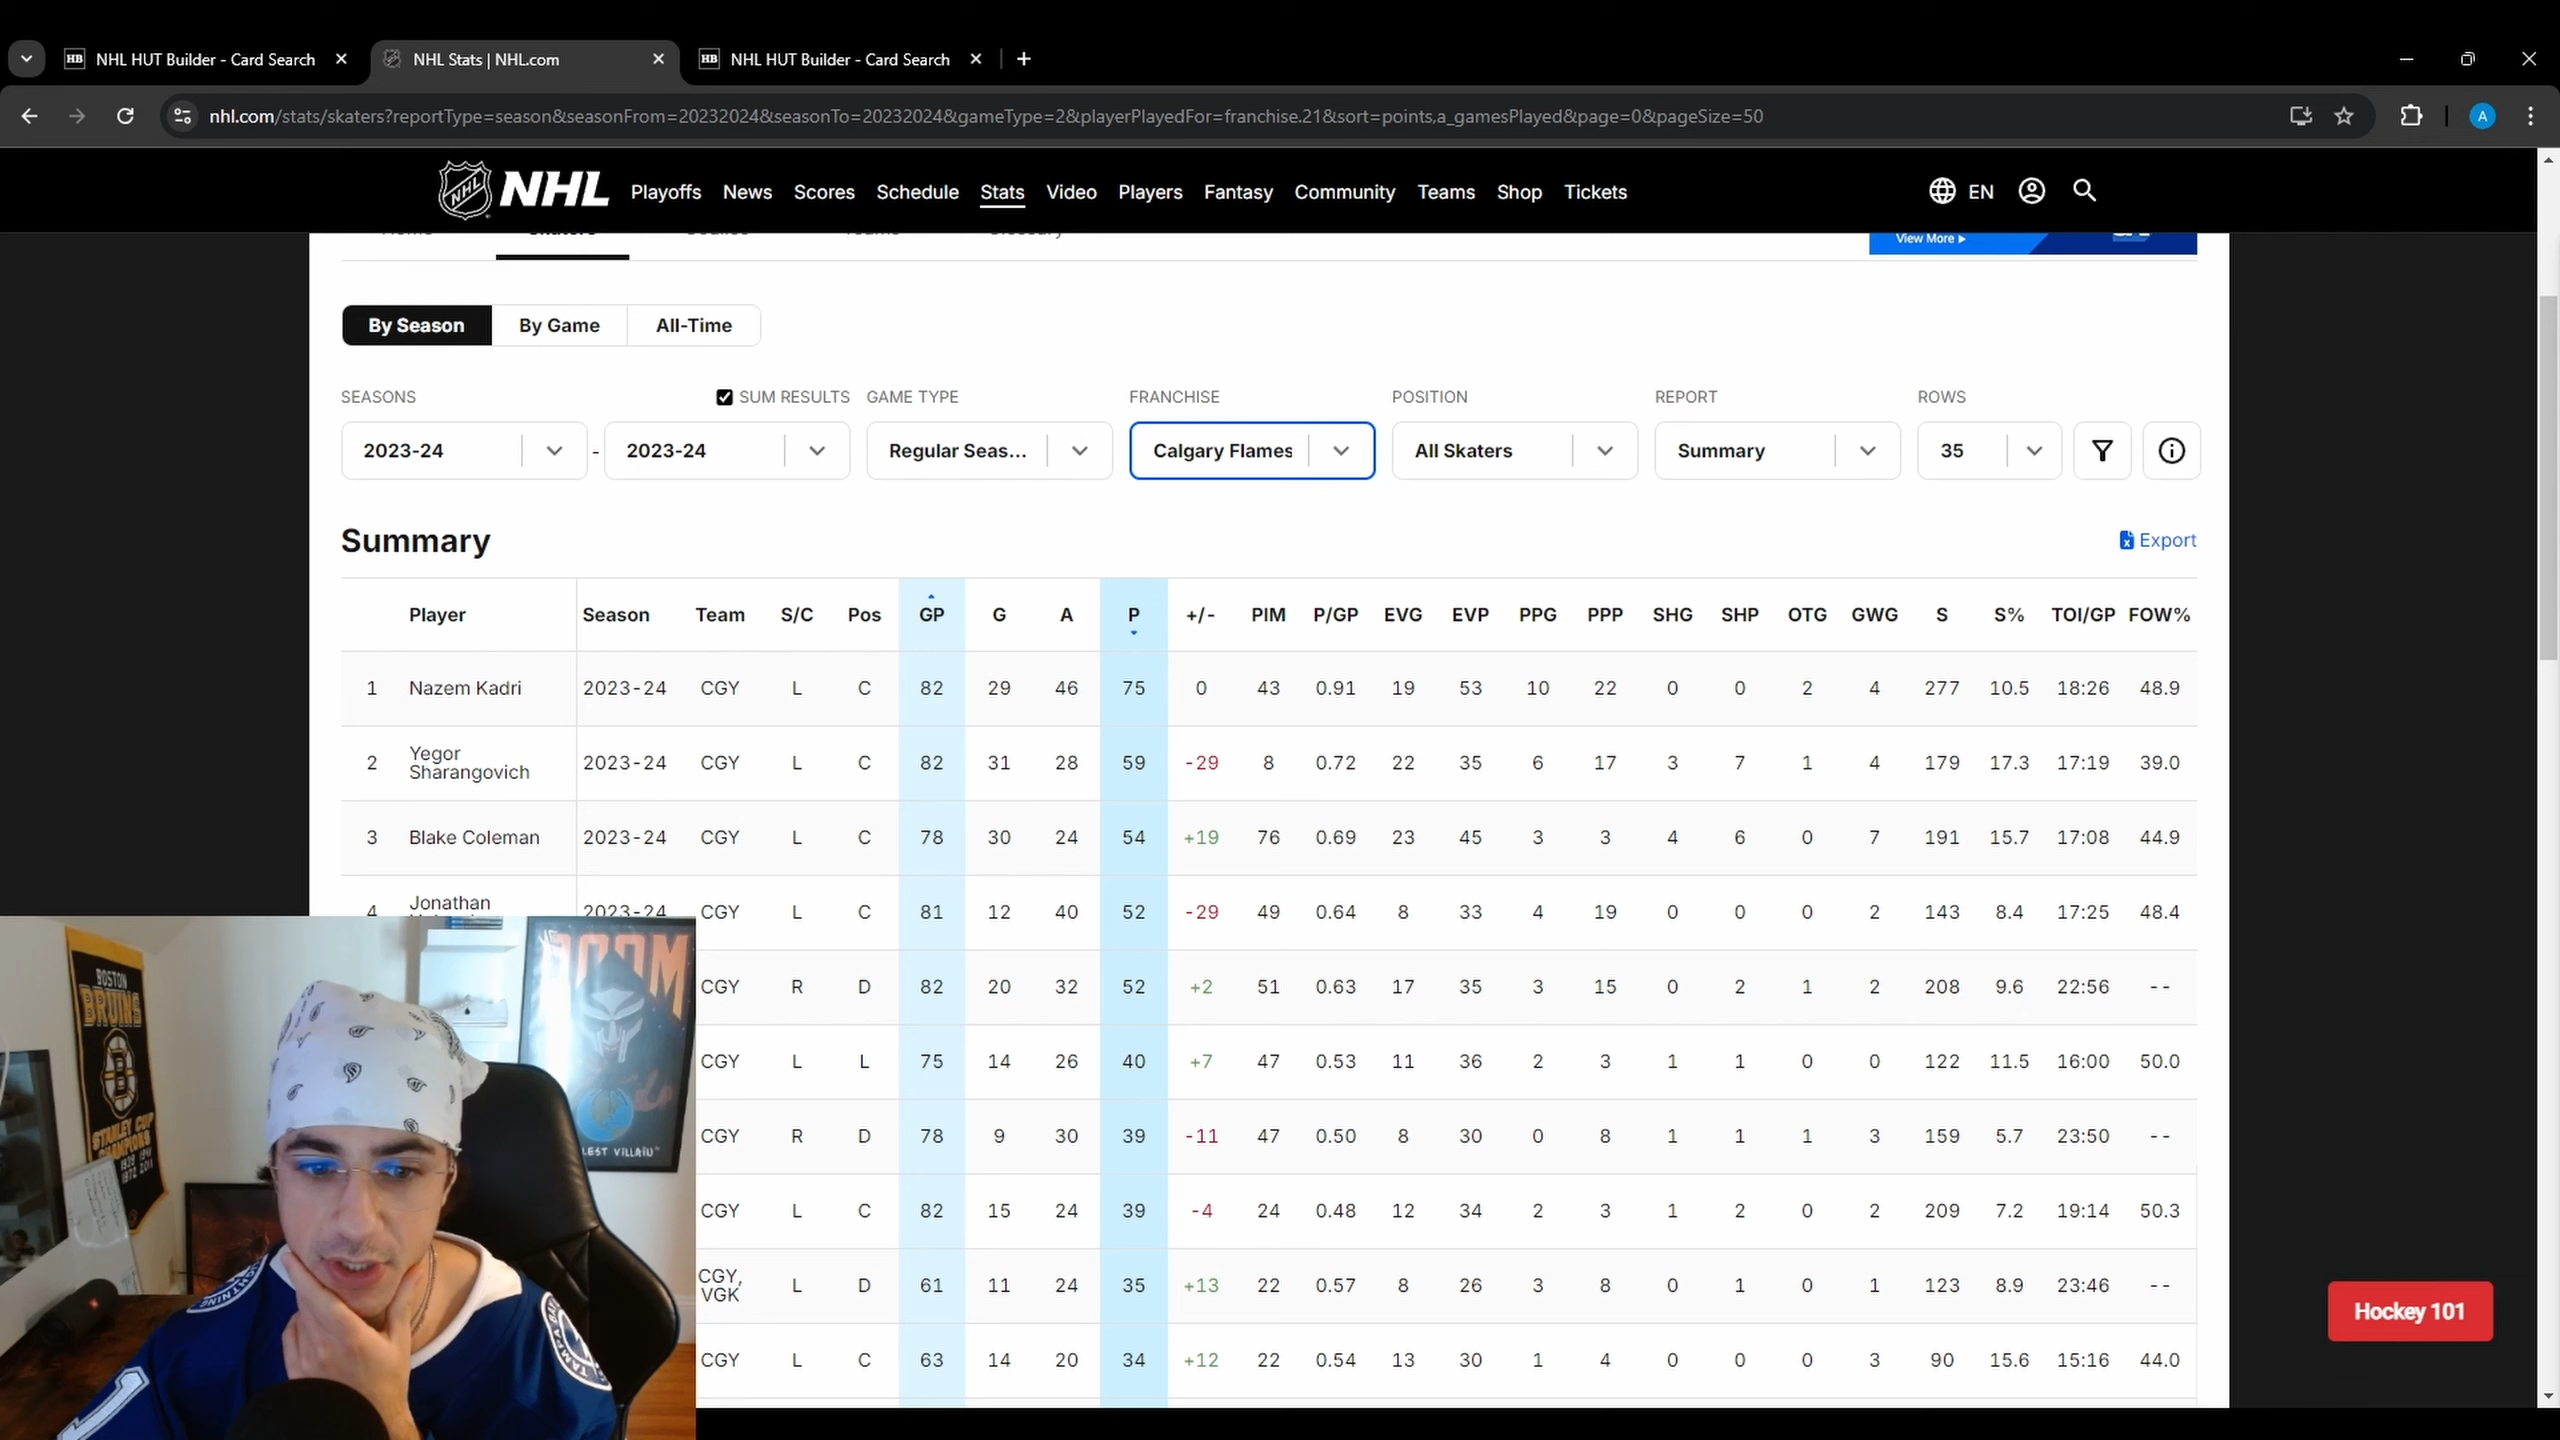 HB NHL HUT Builder - Card Search
NHL Stats | NHL.com
HB NHL HUT Builder - Card Search
nhl.com/stats/skaters?reportType=season&seasonFrom=20232024&seasonTo=20232024&gameType=2&playerPlayedFor=franchise.21&sort=points,a_gamesPlayed&page=0&pageSize=50
A
NHL NHL Playoffs News Scores Schedule Stats Video Players Fantasy Community Teams Shop Tickets EN
View More
By Season By Game All-Time
SEASONS SUM RESULTS GAME TYPE FRANCHISE POSITION REPORT ROWS
2023-24 - 2023-24 Regular Seas... Calgary Flames All Skaters Summary 35
Summary
Export
Player Season Team S/C Pos GP G A P +/- PIM P/GP EVG EVP PPG PPP SHG SHP OTG GWG S S% TOI/GP FOW%
1 Nazem Kadri 2023-24 CGY L C 82 29 46 75 0 43 0.91 19 53 10 22 0 0 2 4 277 10.5 18:26 48.9
2 Yegor
Sharangovich 2023-24 CGY L C 82 31 28 59 -29 8 0.72 22 35 6 17 3 7 1 4 179 17.3 17:19 39.0
3 Blake Coleman 2023-24 CGY L C 78 30 24 54 +19 76 0.69 23 45 3 3 4 6 0 7 191 15.7 17:08 44.9
4 Jonathan
2023-24 CGY L C 81 12 40 52 -29 49 0.64 8 33 4 19 0 0 0 2 143 8.4 17:25 48.4
CGY R D 82 20 32 52 +2 51 0.63 17 35 3 15 0 2 1 2 208 9.6 22:56 --
CGY L L 75 14 26 40 +7 47 0.53 11 36 2 3 1 1 0 0 122 11.5 16:00 50.0
CGY R D 78 9 30 39 -11 47 0.50 8 30 0 8 1 1 1 3 159 5.7 23:50 --
CGY L C 82 15 24 39 -4 24 0.48 12 34 2 3 1 2 0 2 209 7.2 19:14 50.3
CGY,
VGK L D 61 11 24 35 +13 22 0.57 8 26 3 8 0 1 0 1 123 8.9 23:46 --
CGY L C 63 14 20 34 +12 22 0.54 13 30 1 4 0 0 0 3 90 15.6 15:16 44.0
Hockey 101
BOSTON
BRUINS
STANLEY CUP
CHAMPIONS
DOOM
VILLAIN"